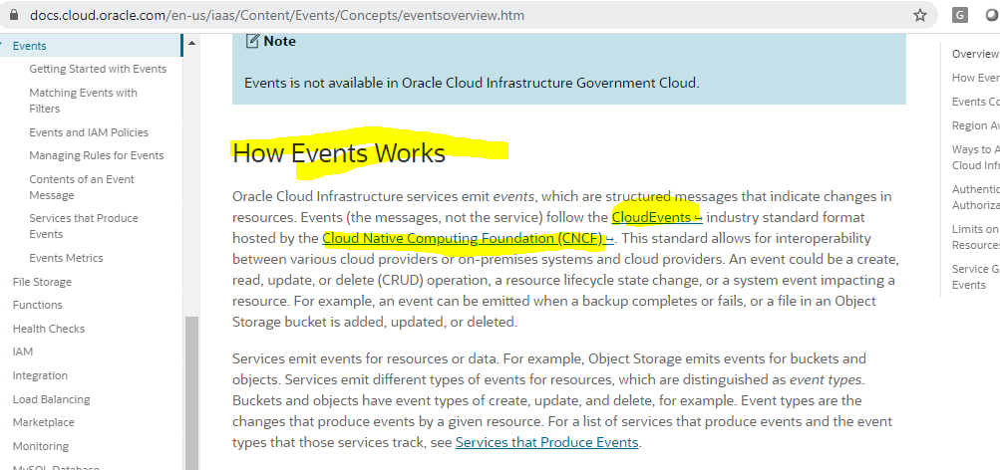 docs.cloud.oracle.com/en-us/iaas/Content/Events/Concepts/eventsoverview.htm
G
Events
Getting Started with Events
Matching Events with
Filters
Events and IAM Policies
Managing Rules for Events
Contents of an Event
Message
Services that Produce
Events
Events Metrics
File Storage
Functions
Health Checks
IAM
Integration
Load Balancing
Marketplace
Monitoring
MySQL Database
Note
Events is not available in Oracle Cloud Infrastructure Government Cloud.
How Events Works
Oracle Cloud Infrastructure services emit events, which are structured messages that indicate changes in
resources. Events (the messages, not the service) follow the CloudEvents industry standard format
hosted by the Cloud Native Computing Foundation (CNCF). This standard allows for interoperability
between various cloud providers or on-premises systems and cloud providers. An event could be a create,
read, update, or delete (CRUD) operation, a resource lifecycle state change, or a system event impacting a
resource. For example, an event can be emitted when a backup completes or fails, or a file in an Object
Storage bucket is added, updated, or deleted.
Services emit events for resources or data. For example, Object Storage emits events for buckets and
objects. Services emit different types of events for resources, which are distinguished as event types.
Buckets and objects have event types of create, update, and delete, for example. Event types are the
changes that produce events by a given resource. For a list of services that produce events and the event
types that those services track, see Services that Produce Events.
Overview
How Even
Events Co
Region Av
Ways to A
Cloud Infr
Authentic
Authoriza
Limits on
Resources
Service G
Events